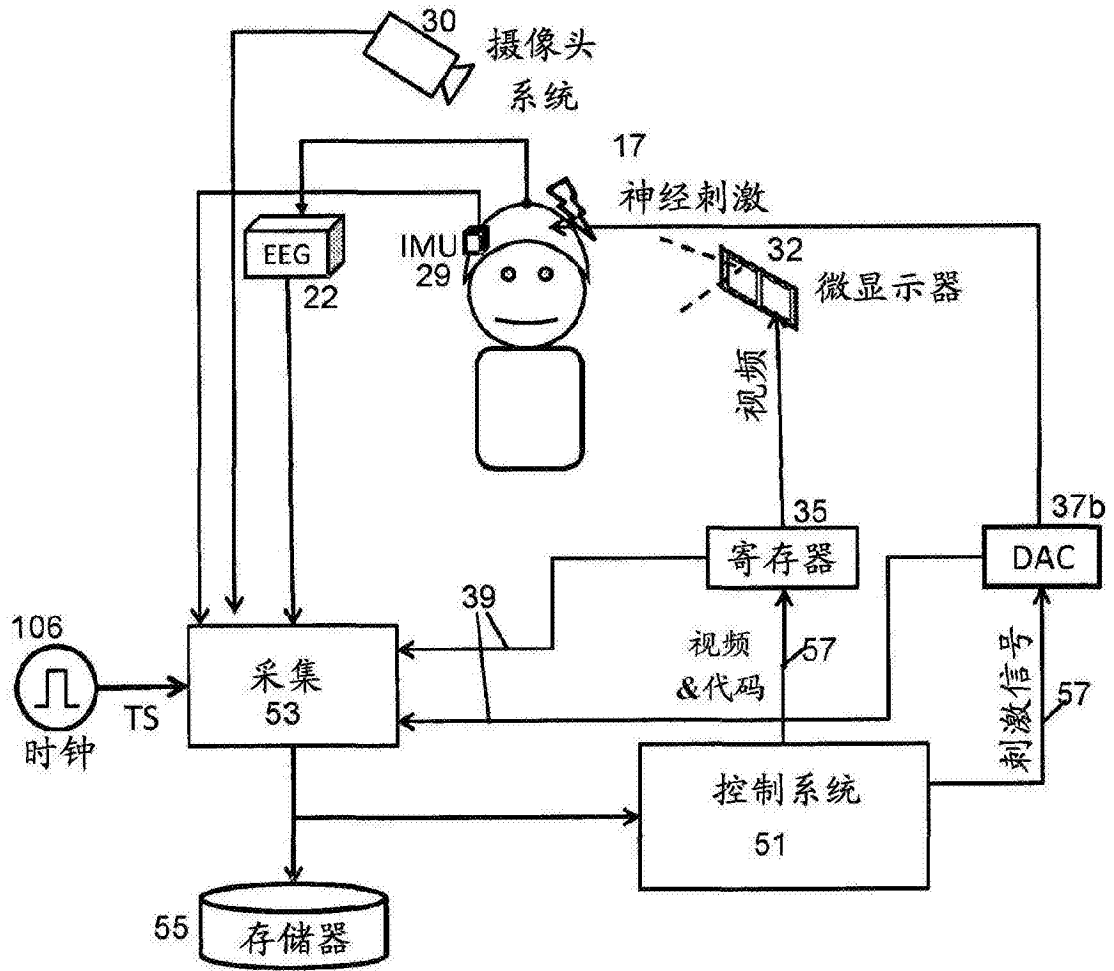 30
摄像头
系统
17
神经刺激
EEG
22
IMU
29
32
微显示器
视频
35
寄存器
37b
DAC
39
106
TS
时钟
采集
53
视频
&代码
57
刺激信号
57
控制系统
51
55
存储器